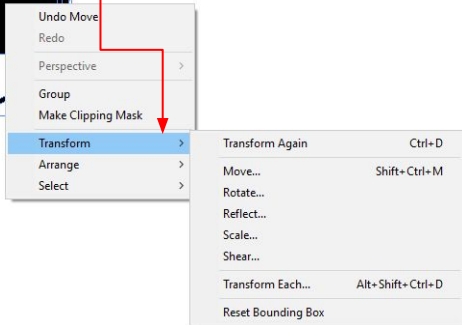 Undo Move
Redo
Perspective
Group
Make Clipping Mask
Transform
Arrange
Select
Transform Again Ctrl+D
Move... Shift+Ctrl+M
Rotate...
Reflect...
Scale...
Shear...
Transform Each... Alt+Shift+Ctrl+D
Reset Bounding Box